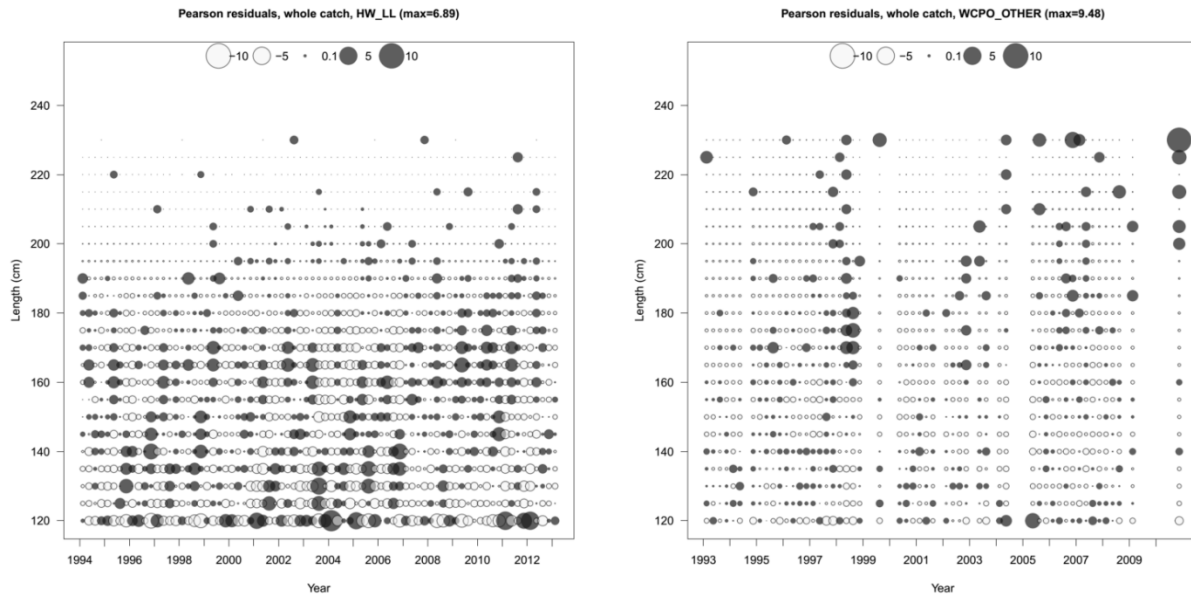 Pearson residuals, whole catch, HW_LL (max=6.89)
−10 −5 0.1 5 10
240
220
200
180
160
140
120
Length (cm)
1994 1996 1998 2000 2002 2004 2006 2008 2010 2012
Year
Pearson residuals, whole catch, WCPO_OTHER (max=9.48)
−10 −5 0.1 5 10
240
220
200
180
160
140
120
Length (cm)
1993 1995 1997 1999 2001 2003 2005 2007 2009
Year